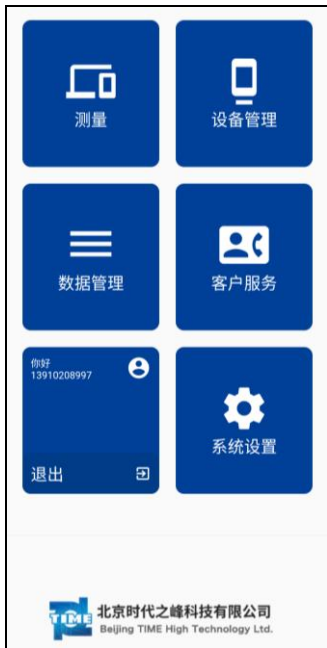 测量
设备管理
数据管理
客户服务
你好
13910208997
退出
系统设置
TIME
北京时代之峰科技有限公司
Beijing TIME High Technology Ltd.